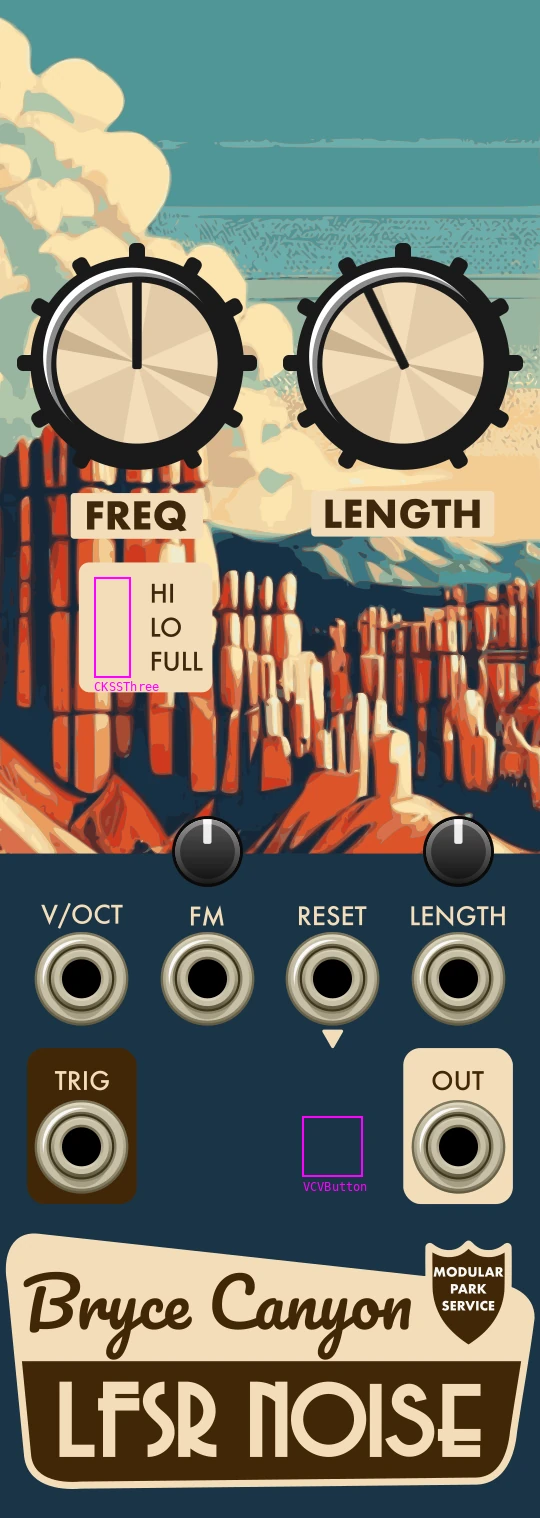 FREQ
LENGTH
HI
LO
FULL
CKSSThree
V/OCT
FM
RESET
LENGTH
TRIG
OUT
VCVButton
MODULAR
PARK
SERVICE
Bryce Canyon
LFSR NOISE